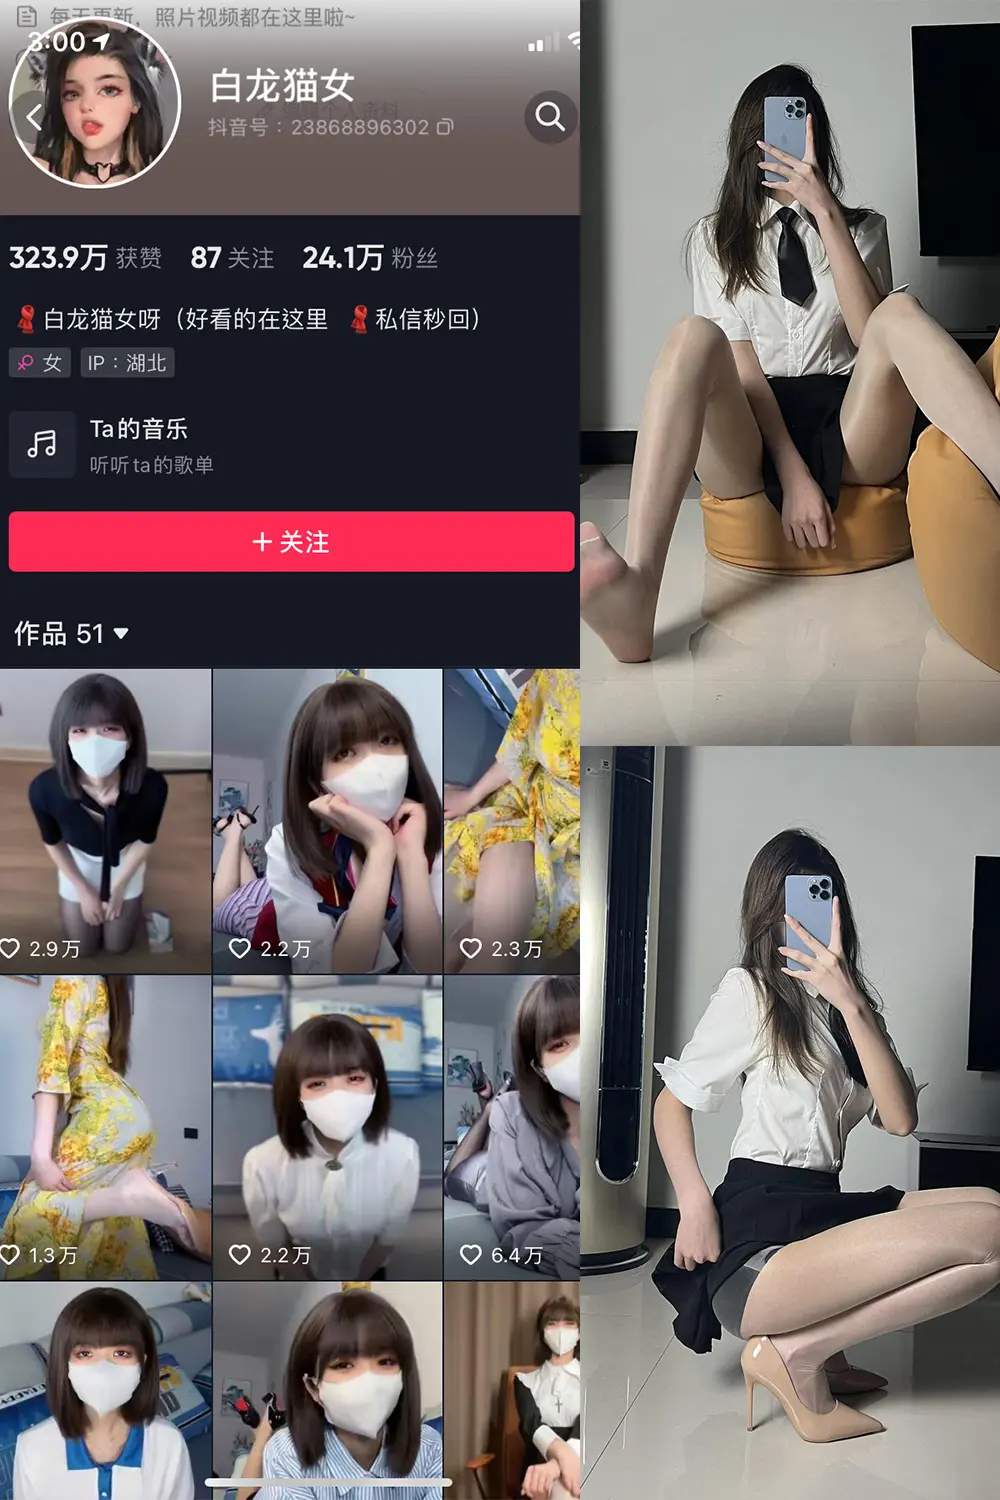 每天更新，照片视频都在这里啦~
3:00
白龙猫女
抖音号：23868896302
323.9万 获赞 87 关注 24.1万 粉丝
白龙猫女呀（好看的在这里 私信秒回）
女 IP：湖北
Ta的音乐
听听ta的歌单
+ 关注
作品 51
2.9万 2.2万 2.3万
1.3万 2.2万 6.4万